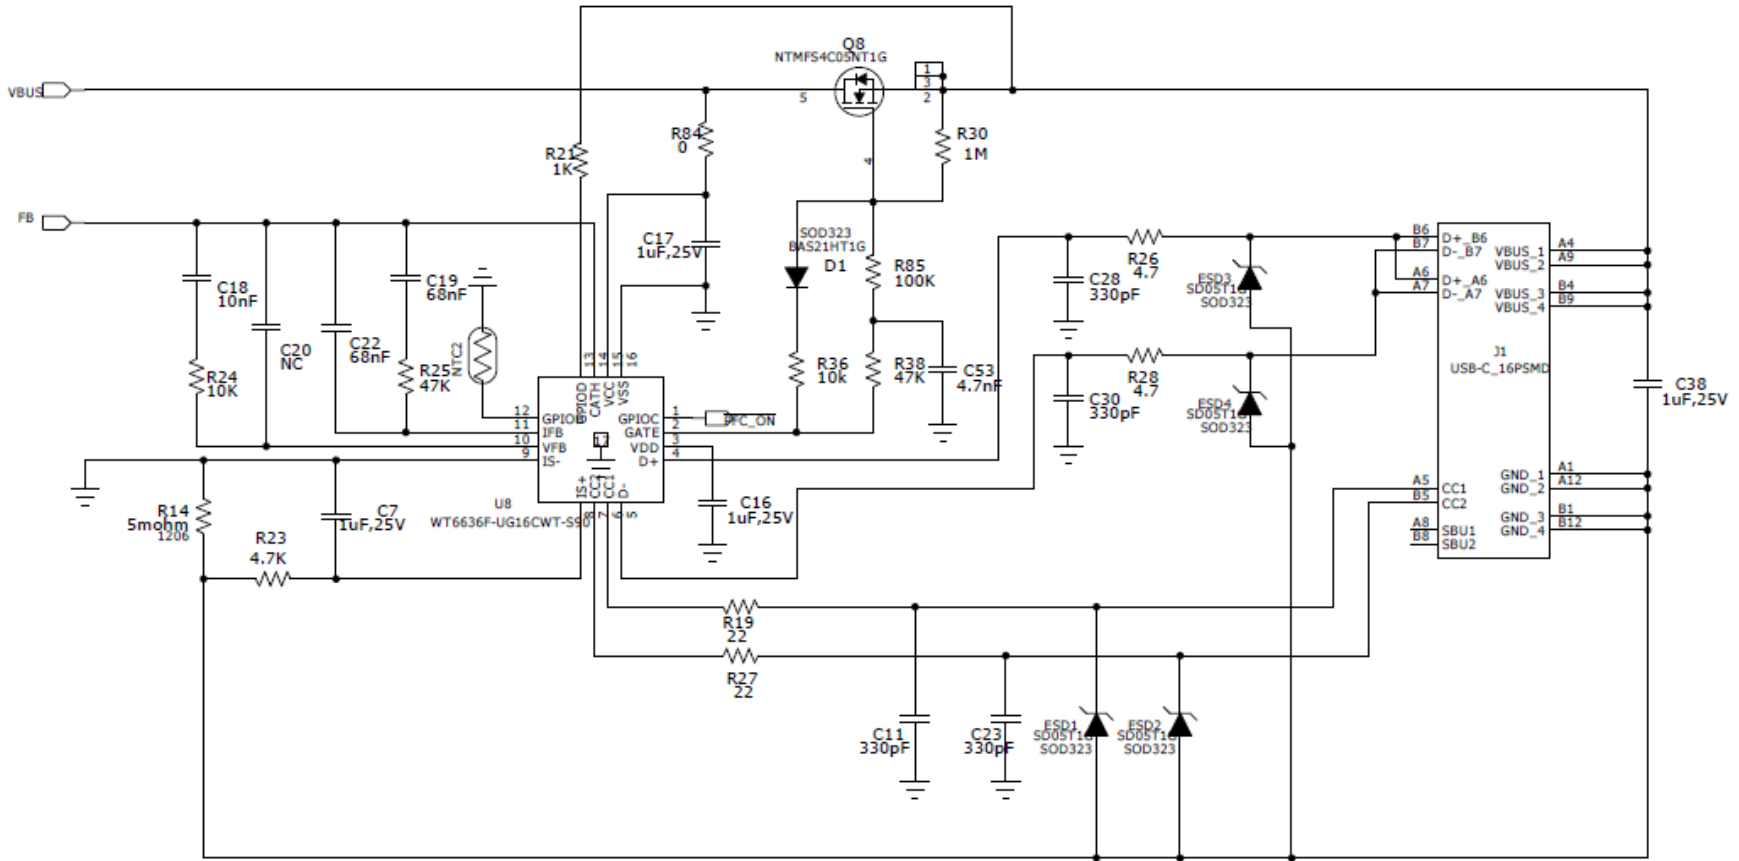 Q8
NTMFS4C05NT1G
VBUS
5
1
3
2
4
R84
0
R30
1M
R21
1K
FB
C17
1uF,25V
SOD323
BAS21HT1G
D1
R85
100K
C18
10nF
C19
68nF
C20
NC
C22
68nF
R24
10K
R25
47K
NTC2
R36
10k
R38
47K
C53
4.7nF
C28
330pF
R26
4.7
ESD3
SD05T1G
SOD323
C30
330pF
R28
4.7
ESD4
SD05T1G
SOD323
13
14
15
16
GPIOD
CATH
VCC
VSS
12
11
10
9
IFB
VFB
IS-
GPIOC
GATE
VDD
D+
1
2
3
4
17
IS+
CC2
CC1
D-
8
7
6
5
PFC_ON
U8
WT6636F-UG16CWT-S90
C16
1uF,25V
R14
5mohm
1206
C7
1uF,25V
R23
4.7K
R19
22
R27
22
C11
330pF
C23
330pF
ESD1
SD05T1G
SOD323
ESD2
SD05T1G
SOD323
B6
B7
A6
A7
D+_B6
D-_B7
D+_A6
D-_A7
VBUS_1
VBUS_2
VBUS_3
VBUS_4
A4
A9
B4
B9
J1
USB-C_16PSMD
C38
1uF,25V
A5
B5
A8
B8
CC1
CC2
SBU1
SBU2
GND_1
GND_2
GND_3
GND_4
A1
A12
B1
B12